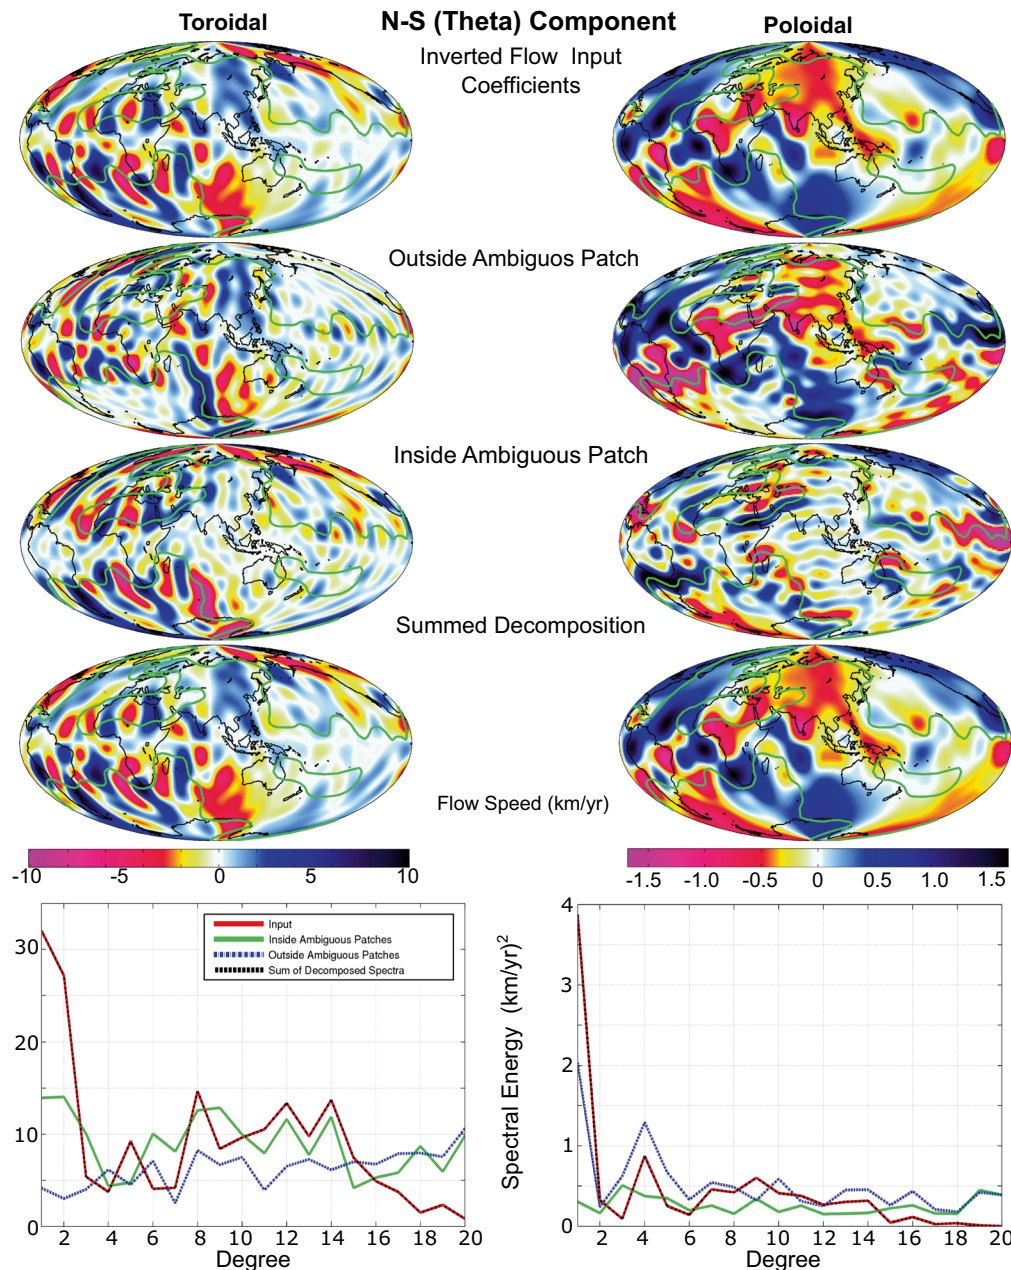 N-S (Theta) Component
Toroidal
Poloidal
Inverted Flow Input
Coefficients
Outside Ambiguos Patch
Inside Ambiguous Patch
Summed Decomposition
Flow Speed (km/yr)
-10 -5 0 5 10
-1.5 -1.0 -0.5 0 0.5 1.0 1.5
Input
Inside Ambiguous Patches
Outside Ambiguous Patches
Sum of Decomposed Spectra
30
20
10
0
2 4 6 8 10 12 14 16 18 20
Degree
Spectral Energy (km/yr)2
4
3
2
1
0
2 4 6 8 10 12 14 16 18 20
Degree